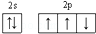 2s 2p
↑↓ ↑ ↑ ↑